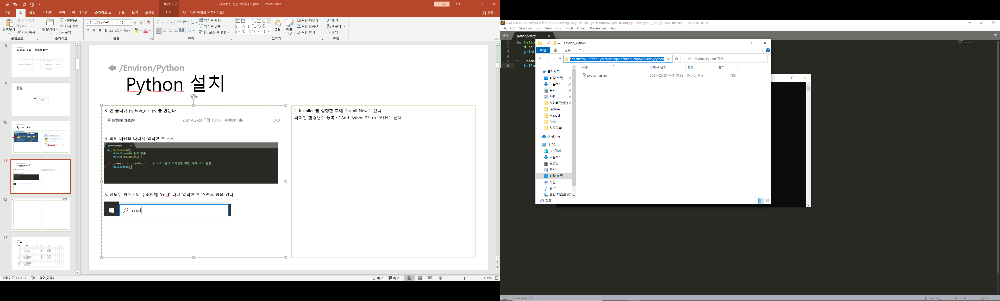 그리기 도구
사이버전 실습 수업자료.pptx - PowerPoint
로그인
파일 홈 삽입 디자인 전환 애니메이션 슬라이드 쇼 검토 보기 도움말 서식 어떤 작업을 원하시나요? 공유
붙여넣기
잘라내기
복사
서식 복사
클립보드
새 슬라이드
레이아웃
다시 설정
구역
슬라이드
맑은 고딕 (본문) 10
글꼴
텍스트 방향
텍스트 맞춤
SmartArt로 변환
단락
정렬
빠른 스타일
도형 채우기
도형 윤곽선
도형 효과
그리기
찾기
바꾸기
선택
편집
8
문화부 계획 - 정보보호반
9
환경
10
Python 설치
11
Python 설치
12
13
이론
/Environ/Python
Python 설치
3. 빈 폴더에 python_test.py 를 만든다.
python_test.py 2021-02-23 오전 10:16 Python File 0KB
4. 밑의 내용을 따라서 입력한 후 저장
python_test.py
def helloworld() :
# helloworld 출력 함수
print("helloworld")
if __name__ == '__main__': # 프로그램의 시작점일 때만 아래 코드 실행
helloworld()
5. 윈도우 탐색기의 주소창에 "cmd" 라고 입력한 후 커맨드 창을 킨다.
cmd
2. Installer 를 실행한 후에 "Install Now " 선택.
파이썬 환경변수 등록 : " Add Python 3.9 to PATH " 선택.
슬라이드 11/123 영어(미국) 메모 메모 120%
C:₩Users₩arizona95₩Desktop₩arizona95₩git₩CyberTraining₩Lecture₩Script₩Environ_Python₩python_test.py - Sublime Text (UNREGISTERED)
File Edit Selection Find View Goto Tools Project Preferences Help
python_test.py
1 def hello
2 # hel
3 print
4
5 if __name_
6 hellow
Environ_Python
파일 홈 공유 보기
op₩arizona95₩git₩CyberTraining₩Lecture₩Script₩Environ_Python
Environ_Python 검색
이름 수정한 날짜 유형 크기
python_test.py 2021-02-23 오전 10:22 Python File 1KB
즐겨찾기
바탕 화면
다운로드
문서
사진
사이버전실습
Lecture
Manual
Script
자료교환
OneDrive
내 PC
3D 개체
다운로드
동영상
문서
바탕 화면
사진
음악
로컬 디스크 (C:)
1개 항목
Line 6, Column 17 master Tab Size: 4 Python